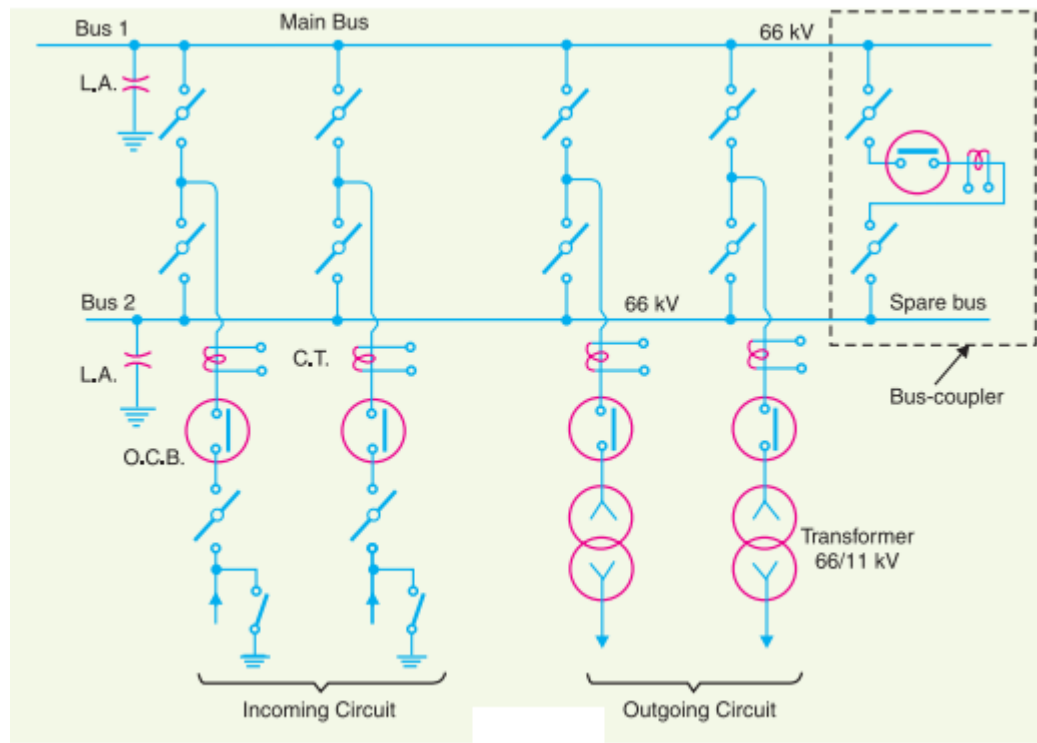 Bus 1
Main Bus
66 kV
L.A.
Bus 2
66 kV
Spare bus
L.A.
C.T.
Bus-coupler
O.C.B.
Transformer
66/11 kV
Incoming Circuit
Outgoing Circuit